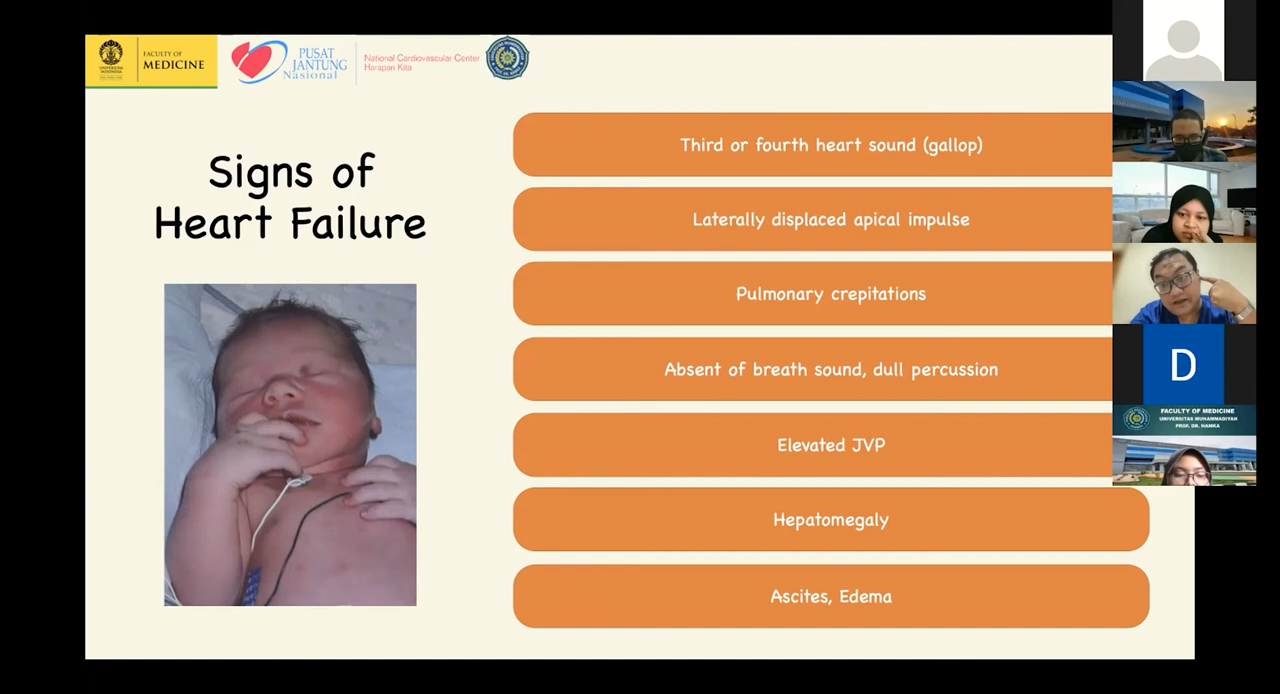 FACULTY OF
MEDICINE
PUSAT
JANTUNG
Nasional
National Cardiovascular Center
Harapan Kita
Signs of
Heart Failure
Third or fourth heart sound (gallop)
Laterally displaced apical impulse
Pulmonary crepitations
Absent of breath sound, dull percussion
Elevated JVP
Hepatomegaly
Ascites, Edema
D
FACULTY OF MEDICINE
UNIVERSITAS MUHAMMADIYAH
PROF. DR. HAMKA